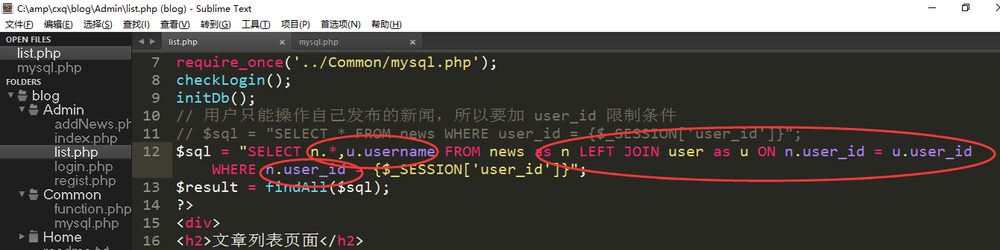 C:\amp\cxq\blog\Admin\list.php (blog) - Sublime Text
文件(F) 编辑(E) 选择(S) 查找(I) 查看(V) 转到(G) 工具(T) 项目(P) 首选项(N) 帮助(H)
OPEN FILES
list.php
mysql.php
FOLDERS
blog
Admin
addNews.ph
index.php
list.php
login.php
regist.php
Common
function.php
mysql.php
Home
list.php × mysql.php ×
7 require_once('../Common/mysql.php');
8 checkLogin();
9 initDb();
10 // 用户只能操作自己发布的新闻，所以要加 user_id 限制条件
11 // $sql = "SELECT * FROM news WHERE user_id = {$_SESSION['user_id']}";
12 $sql = "SELECT n.*,u.username FROM news as n LEFT JOIN user as u ON n.user_id = u.user_id
WHERE n.user_id = {$_SESSION['user_id']}";
13 $result = findAll($sql);
14 ?>
15 <div>
16 <h2>文章列表页面</h2>